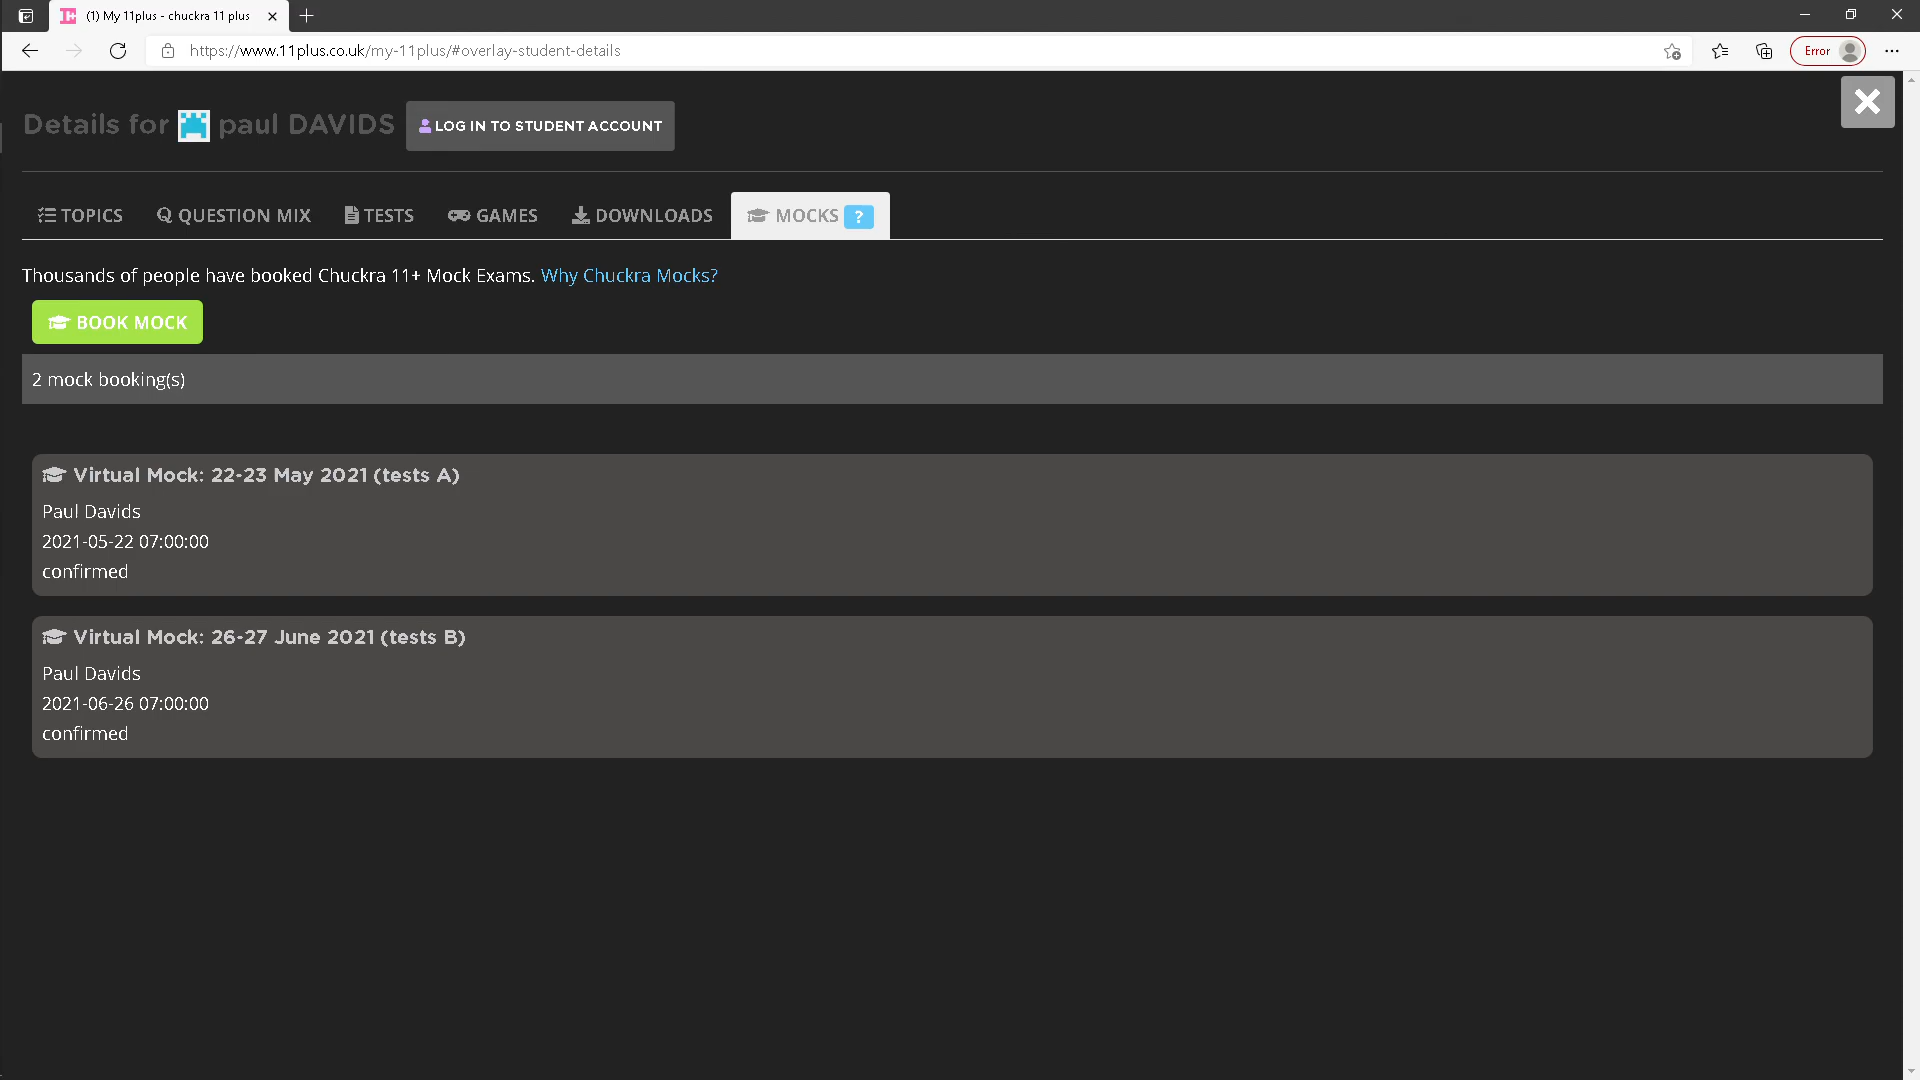 (1) My 11plus - chuckra 11 plus
https://www.11plus.co.uk/my-11plus/#overlay-student-details
Error
Details for paul DAVIDS
LOG IN TO STUDENT ACCOUNT
TOPICS
QUESTION MIX
TESTS
GAMES
DOWNLOADS
MOCKS ?
Thousands of people have booked Chuckra 11+ Mock Exams. Why Chuckra Mocks?
BOOK MOCK
2 mock booking(s)
Virtual Mock: 22-23 May 2021 (tests A)
Paul Davids
2021-05-22 07:00:00
confirmed
Virtual Mock: 26-27 June 2021 (tests B)
Paul Davids
2021-06-26 07:00:00
confirmed